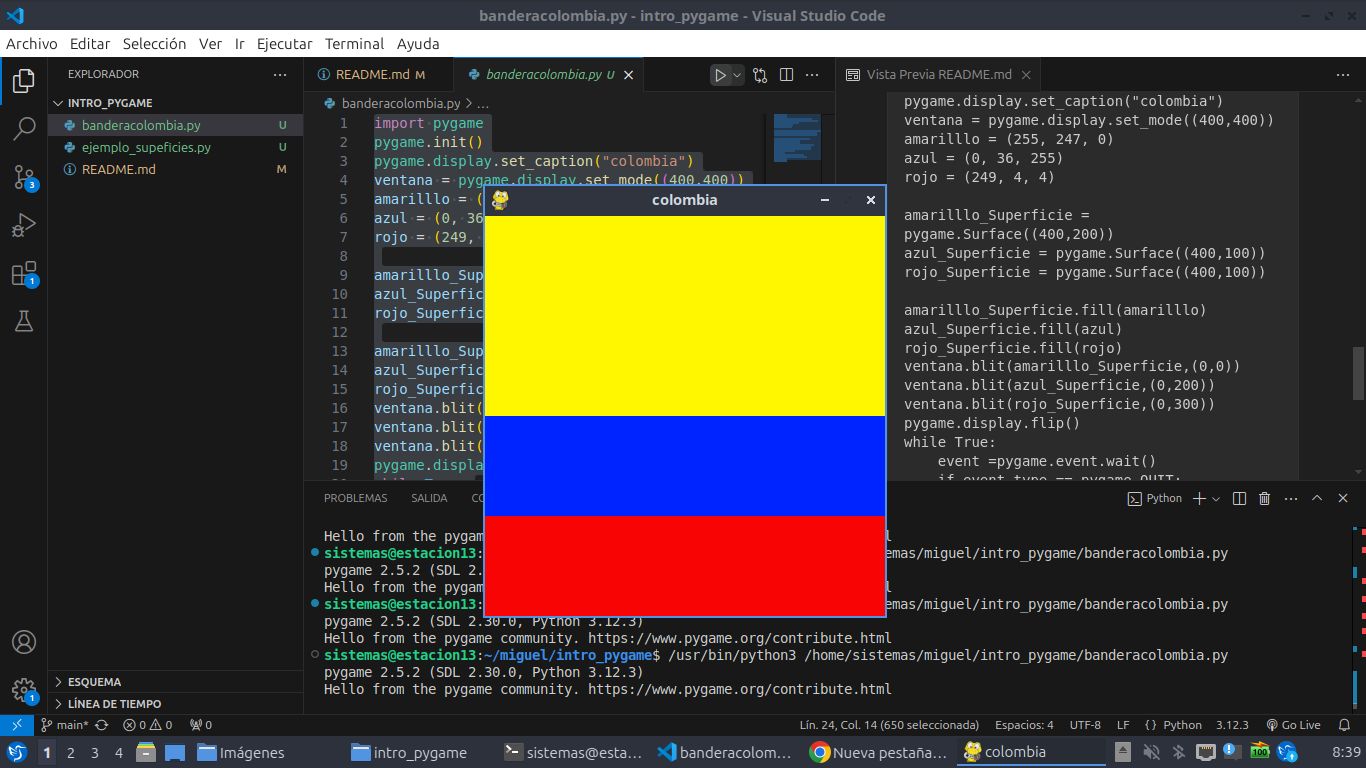 banderacolombia.py - intro_pygame - Visual Studio Code
Archivo Editar Selección Ver Ir Ejecutar Terminal Ayuda
EXPLORADOR
INTRO_PYGAME
banderacolombia.py U
ejemplo_supeficies.py U
README.md M
3
1
1
ESQUEMA
LÍNEA DE TIEMPO
README.md M
banderacolombia.py U
banderacolombia.py > ...
1 import pygame
2 pygame.init()
3 pygame.display.set_caption("colombia")
4 ventana = pygame.display.set_mode((400,400))
5 amarilllo = (
6 azul = (0, 36
7 rojo = (249,
8
9 amarilllo_Sup
10 azul_Superfic
11 rojo_Superfic
12
13 amarilllo_Sup
14 azul_Superfic
15 rojo_Superfic
16 ventana.blit(
17 ventana.blit(
18 ventana.blit(
19 pygame.displa
colombia
Vista Previa README.md
pygame.display.set_caption("colombia")
ventana = pygame.display.set_mode((400,400))
amarilllo = (255, 247, 0)
azul = (0, 36, 255)
rojo = (249, 4, 4)
amarilllo_Superficie =
pygame.Surface((400,200))
azul_Superficie = pygame.Surface((400,100))
rojo_Superficie = pygame.Surface((400,100))
amarilllo_Superficie.fill(amarilllo)
azul_Superficie.fill(azul)
rojo_Superficie.fill(rojo)
ventana.blit(amarilllo_Superficie,(0,0))
ventana.blit(azul_Superficie,(0,200))
ventana.blit(rojo_Superficie,(0,300))
pygame.display.flip()
while True:
event =pygame.event.wait()
if event.type == pygame.QUIT:
PROBLEMAS SALIDA CO
Python
Hello from the pygam l
sistemas@estacion13: emas/miguel/intro_pygame/banderacolombia.py
pygame 2.5.2 (SDL 2.
Hello from the pygam l
sistemas@estacion13: emas/miguel/intro_pygame/banderacolombia.py
pygame 2.5.2 (SDL 2.30.0, Python 3.12.3)
Hello from the pygame community. https://www.pygame.org/contribute.html
sistemas@estacion13:~/miguel/intro_pygame$ /usr/bin/python3 /home/sistemas/miguel/intro_pygame/banderacolombia.py
pygame 2.5.2 (SDL 2.30.0, Python 3.12.3)
Hello from the pygame community. https://www.pygame.org/contribute.html
main* 0 0 0 Lín. 24, Col. 14 (650 seleccionada) Espacios: 4 UTF-8 LF { } Python 3.12.3 Go Live
1 2 3 4 Imágenes intro_pygame sistemas@esta... banderacolom... Nueva pestaña... colombia 100 8:39